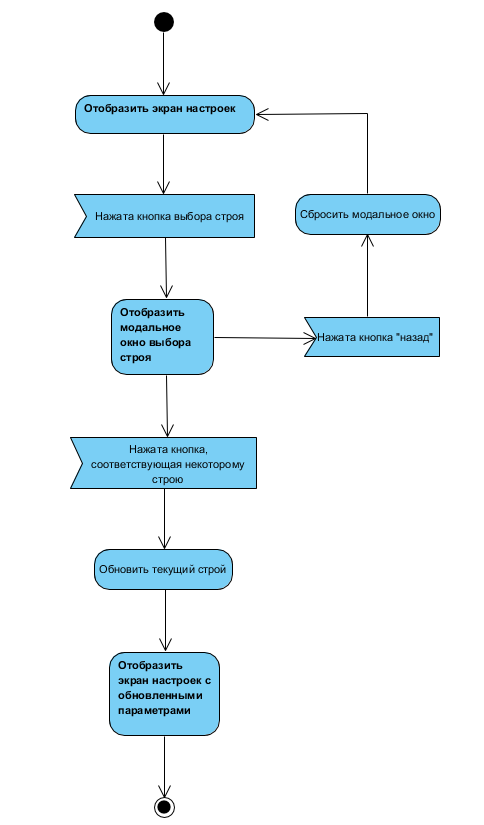 Отобразить экран настроек
Нажата кнопка выбора строя
Сбросить модальное окно
Отобразить
модальное
окно выбора
строя
Нажата кнопка "назад"
Нажата кнопка,
соответствующая некоторому
строю
Обновить текущий строй
Отобразить
экран настроек с
обновленными
параметрами